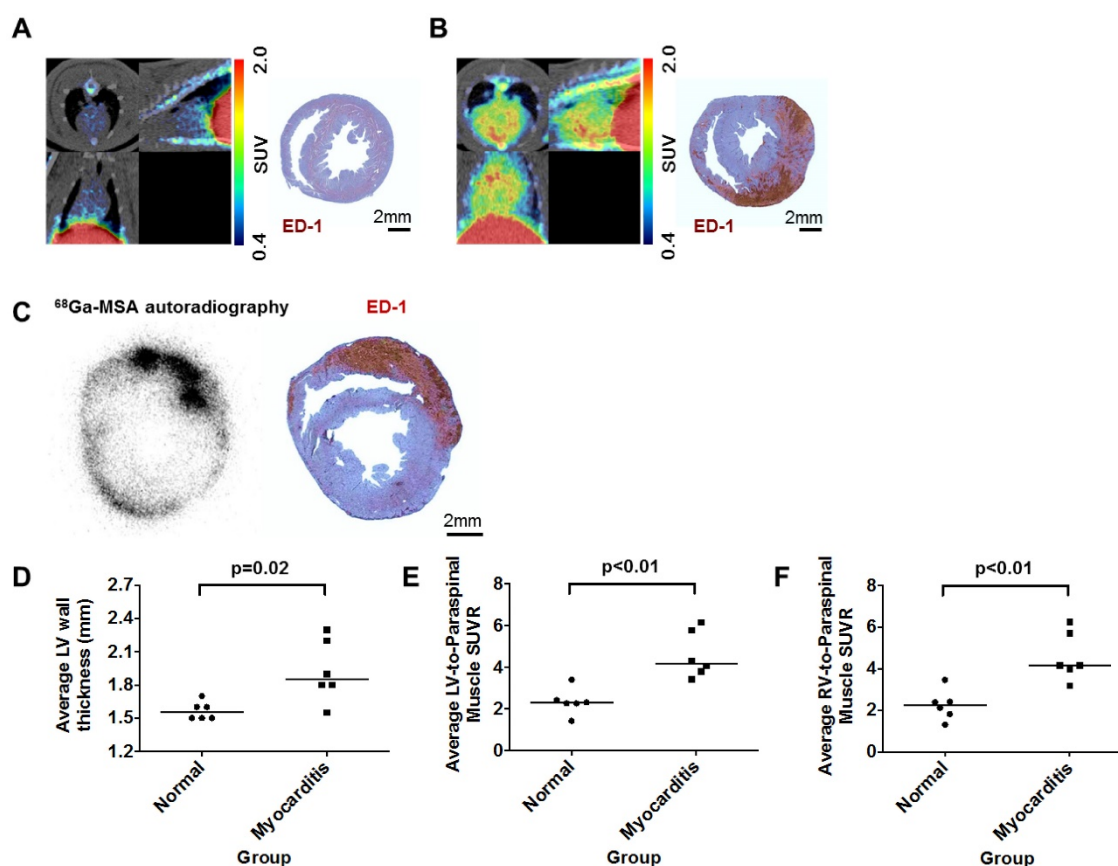 A
2.0
SUV
0.4
ED-1
2mm
B
2.0
SUV
0.4
ED-1
2mm
C
⁶⁸Ga-MSA autoradiography
ED-1
2mm
D
p=0.02
Average LV wall
thickness (mm)
2.7
2.4
2.1
1.8
1.5
1.2
Normal
Myocarditis
Group
E
p<0.01
Average LV-to-Paraspinal
Muscle SUVR
8
6
4
2
0
Normal
Myocarditis
Group
F
p<0.01
Average RV-to-Paraspinal
Muscle SUVR
8
6
4
2
0
Normal
Myocarditis
Group